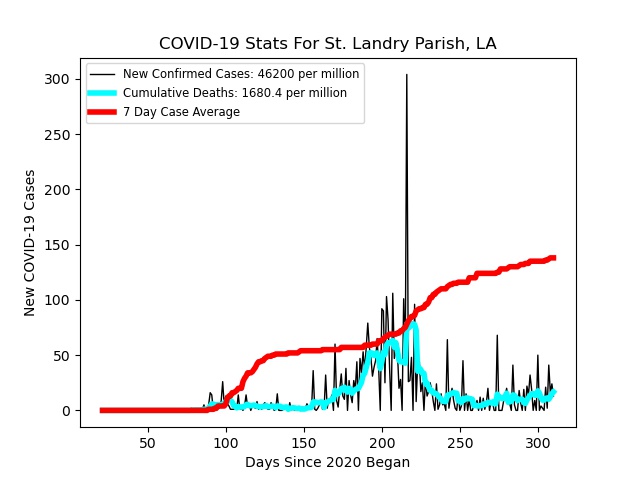 COVID-19 Stats For St. Landry Parish, LA
New Confirmed Cases: 46200 per million
Cumulative Deaths: 1680.4 per million
7 Day Case Average
New COVID-19 Cases
300
250
200
150
100
50
0
50
100
150
200
250
300
Days Since 2020 Began